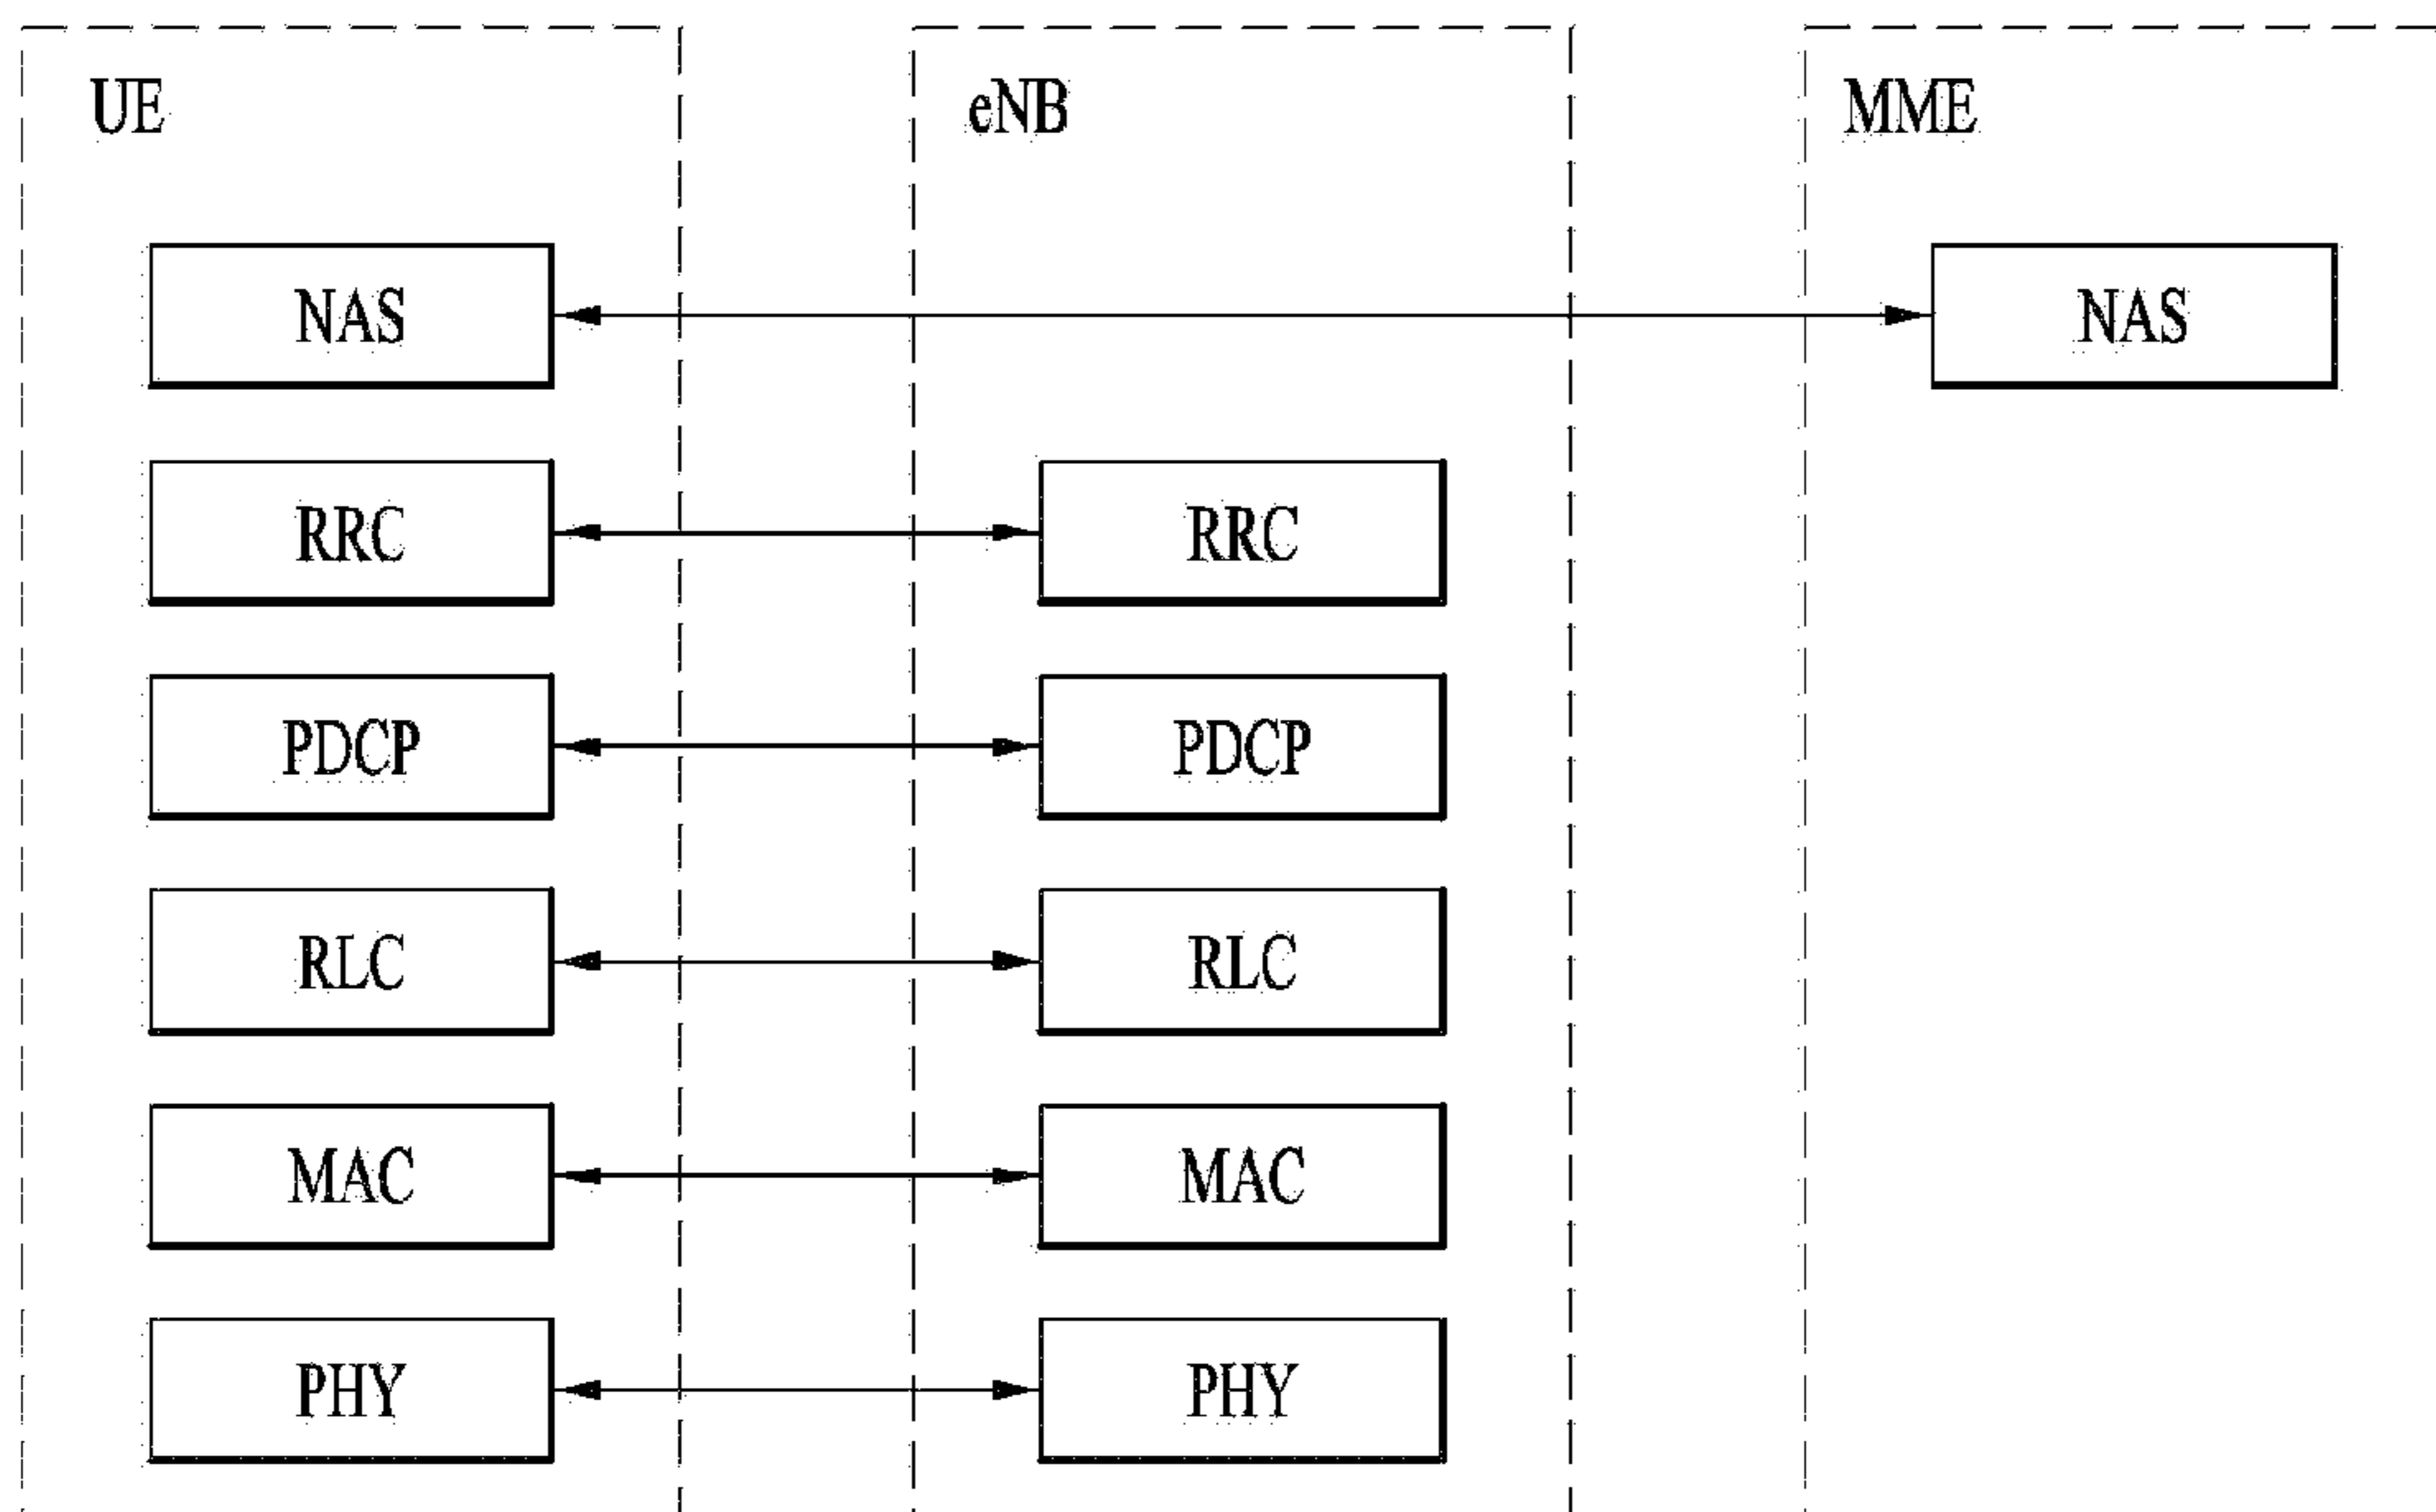 UE eNB MME
NAS NAS
RRC RRC
PDCP PDCP
RLC RLC
MAC MAC
PHY PHY